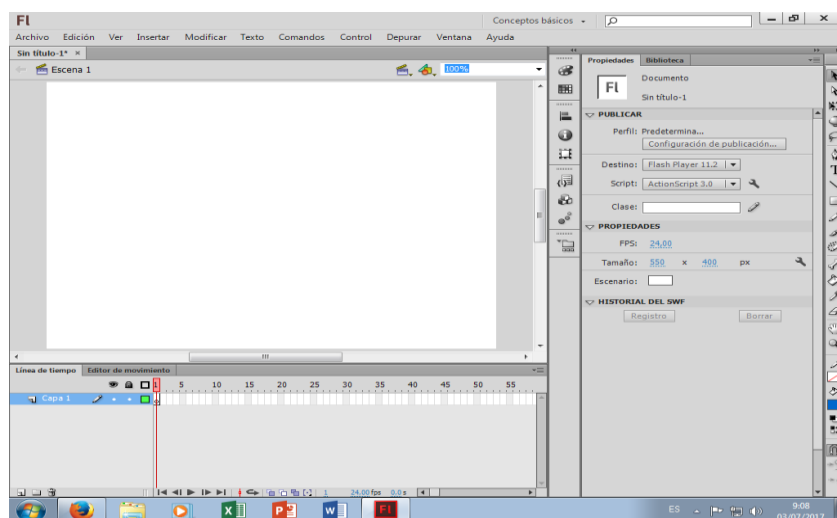 Fl Conceptos básicos
Archivo Edición Ver Insertar Modificar Texto Comandos Control Depurar Ventana Ayuda
Sin título-1* ×
Escena 1 100%
Propiedades Biblioteca
Fl
Documento
Sin título-1
PUBLICAR
Perfil: Predetermina...
Configuración de publicación...
Destino: Flash Player 11.2
Script: ActionScript 3.0
Clase:
PROPIEDADES
FPS: 24,00
Tamaño: 550 x 400 px
Escenario:
HISTORIAL DEL SWF
Registro Borrar
Línea de tiempo Editor de movimiento
1 5 10 15 20 25 30 35 40 45 50 55
Capa 1
1 24,00 fps 0,0 s
ES 9:08
03/07/2017